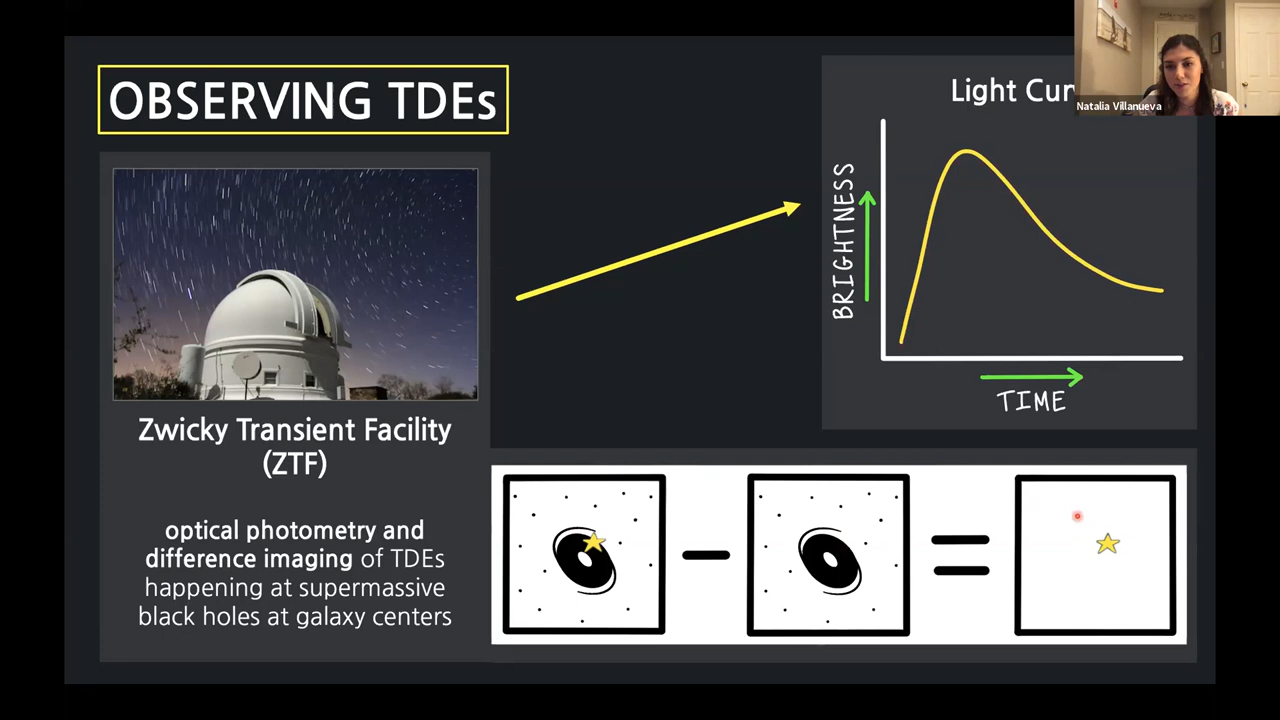 OBSERVING TDEs
Zwicky Transient Facility
(ZTF)
optical photometry and
difference imaging of TDEs
happening at supermassive
black holes at galaxy centers
Light
BRIGHTNESS
TIME
Natalia Villanueva